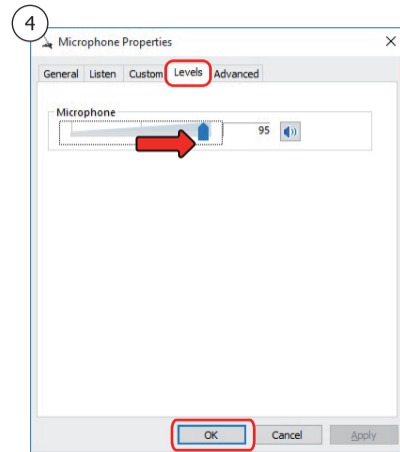 4
Microphone Properties
General Listen Custom Levels Advanced
Microphone
95
OK Cancel Apply